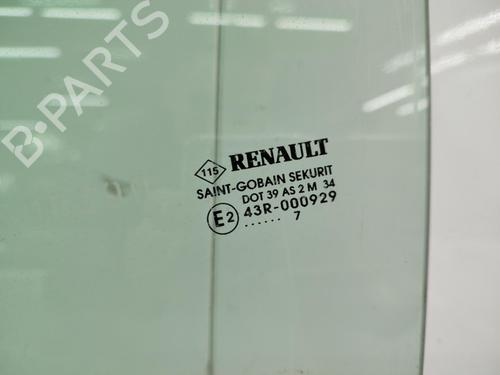 B-PARTS
115 RENAULT
SAINT-GOBAIN SEKURIT
DOT 39 AS 2 M 34
E2 43R-000929
...... 7